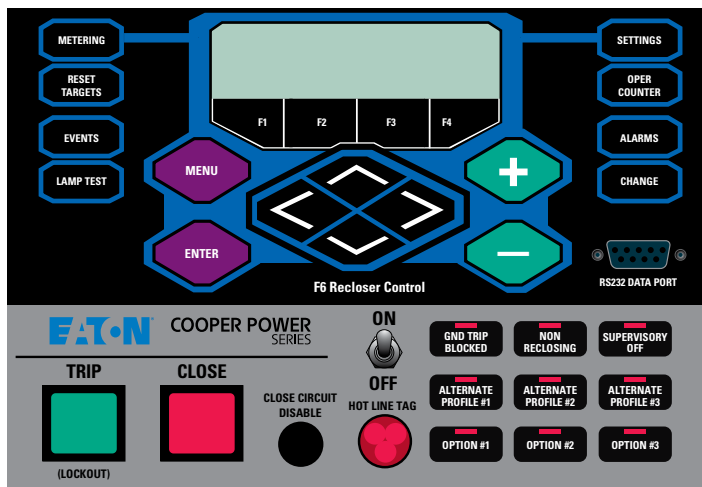 METERING
RESET
TARGETS
EVENTS
LAMP TEST
F1 F2 F3 F4
MENU
ENTER
+
−
SETTINGS
OPER
COUNTER
ALARMS
CHANGE
RS232 DATA PORT
F6 Recloser Control
EATON
COOPER POWER
SERIES
TRIP
(LOCKOUT)
CLOSE
CLOSE CIRCUIT
DISABLE
ON
OFF
HOT LINE TAG
GND TRIP
BLOCKED
NON
RECLOSING
SUPERVISORY
OFF
ALTERNATE
PROFILE #1
ALTERNATE
PROFILE #2
ALTERNATE
PROFILE #3
OPTION #1
OPTION #2
OPTION #3